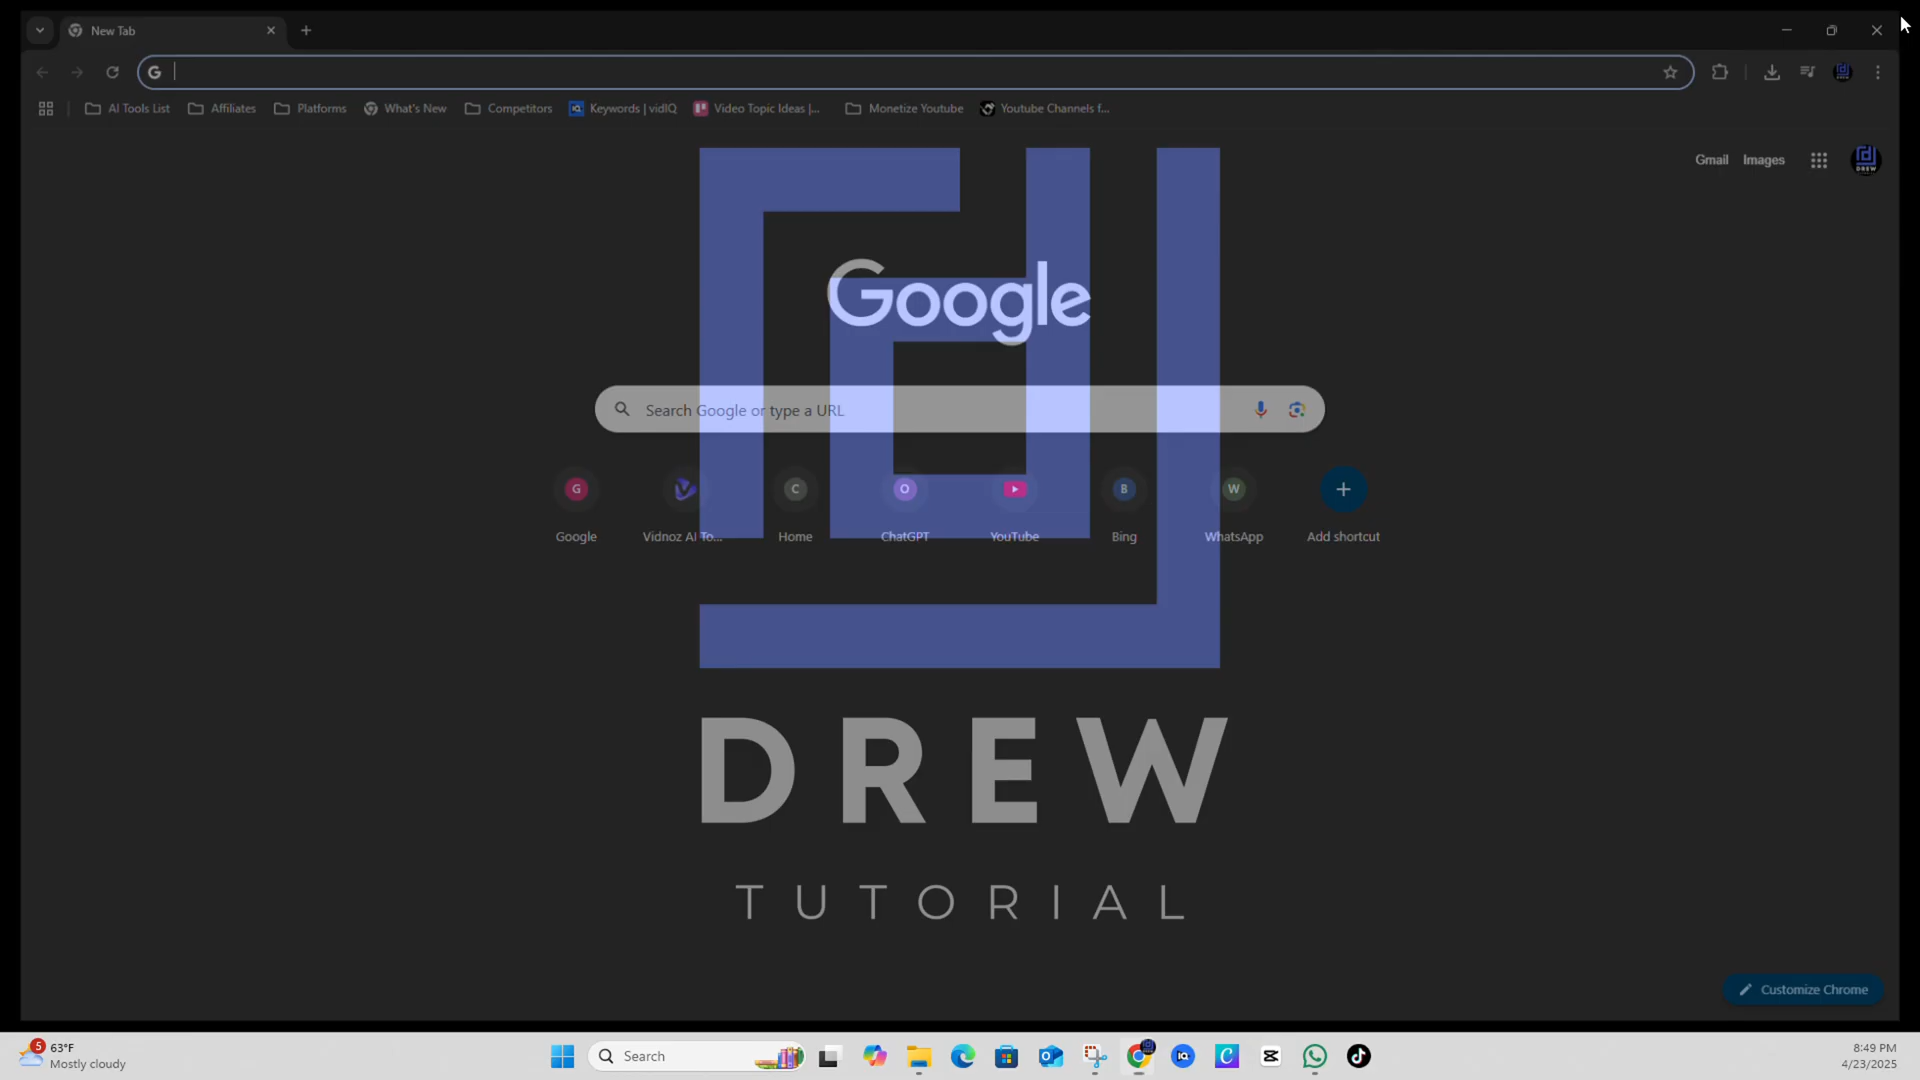 New Tab
AI Tools List
Affiliates
Platforms
What's New
Competitors
Keywords | vidIQ
Video Topic Ideas |...
Monetize Youtube
Youtube Channels f...
Gmail
Images
DREW
Google
Search Google or type a URL
G
C
O
B
W
Google
Vidnoz AI To...
Home
ChatGPT
YouTube
Bing
WhatsApp
Add shortcut
DREW
TUTORIAL
Customize Chrome
5
63°F
Mostly cloudy
Search
8:49 PM
4/23/2025